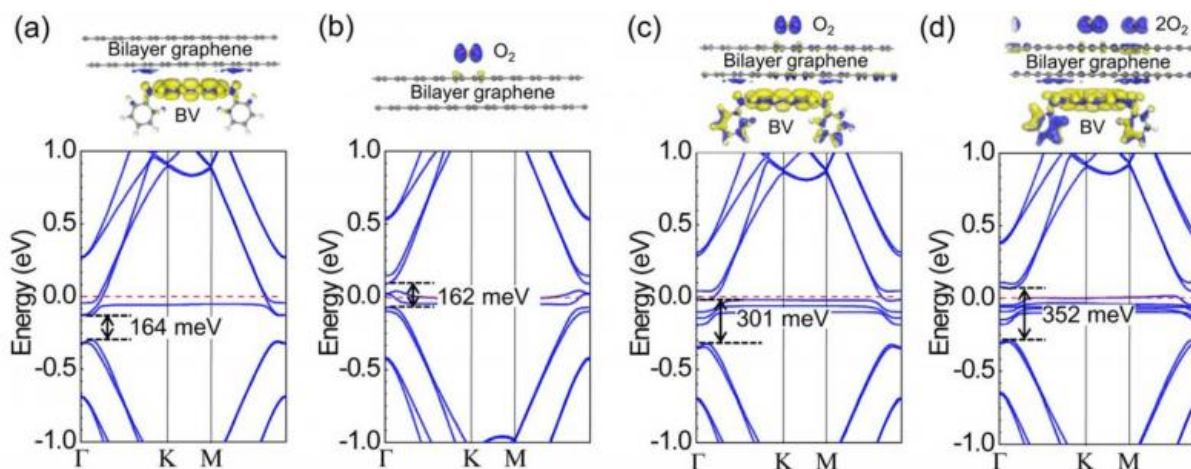 (a)
Bilayer graphene
BV
Energy (eV)
1.0
0.5
0.0
-0.5
-1.0
164 meV
Γ K M
(b)
O2
Bilayer graphene
Energy (eV)
1.0
0.5
0.0
-0.5
-1.0
162 meV
Γ K M
(c)
O2
Bilayer graphene
BV
Energy (eV)
1.0
0.5
0.0
-0.5
-1.0
301 meV
Γ K M
(d)
2O2
Bilayer graphene
BV
Energy (eV)
1.0
0.5
0.0
-0.5
-1.0
352 meV
Γ K M